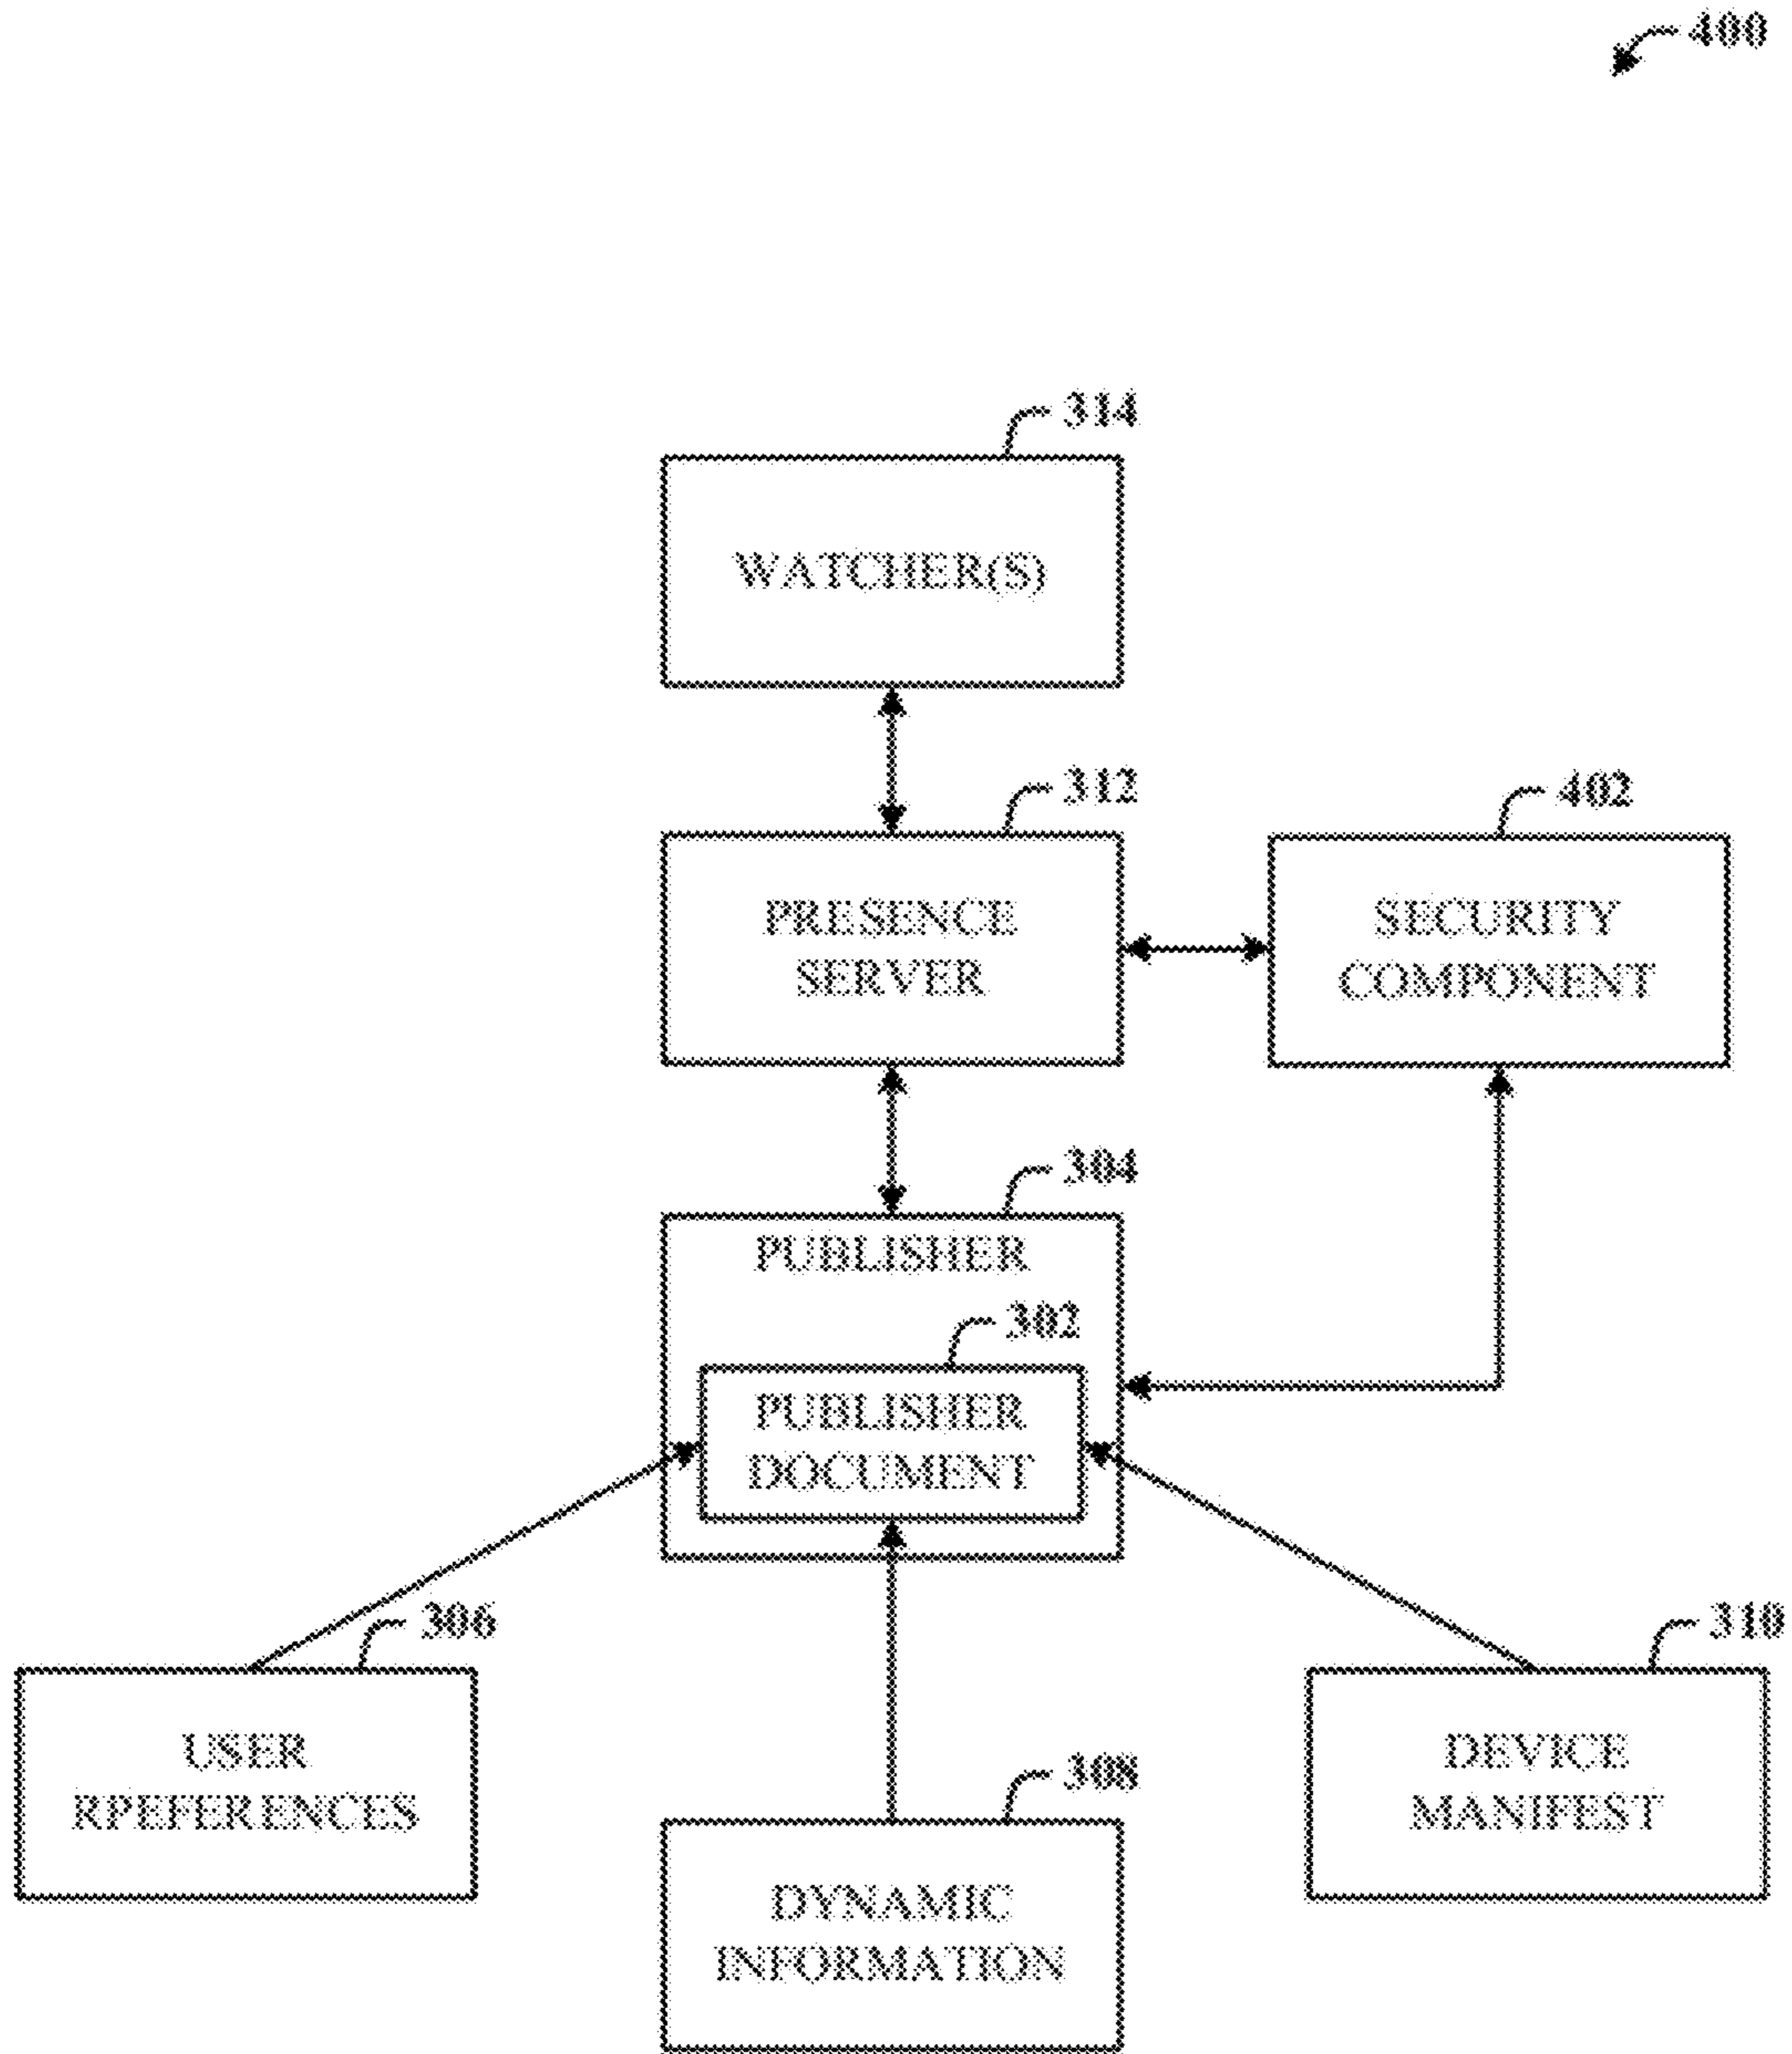 400
314
WATCHER(S)
312
402
PRESENCE
SERVER
SECURITY
COMPONENT
304
PUBLISHER
302
PUBLISHER
DOCUMENT
306
310
USER
RPEFERENCES
DEVICE
MANIFEST
308
DYNAMIC
INFORMATION